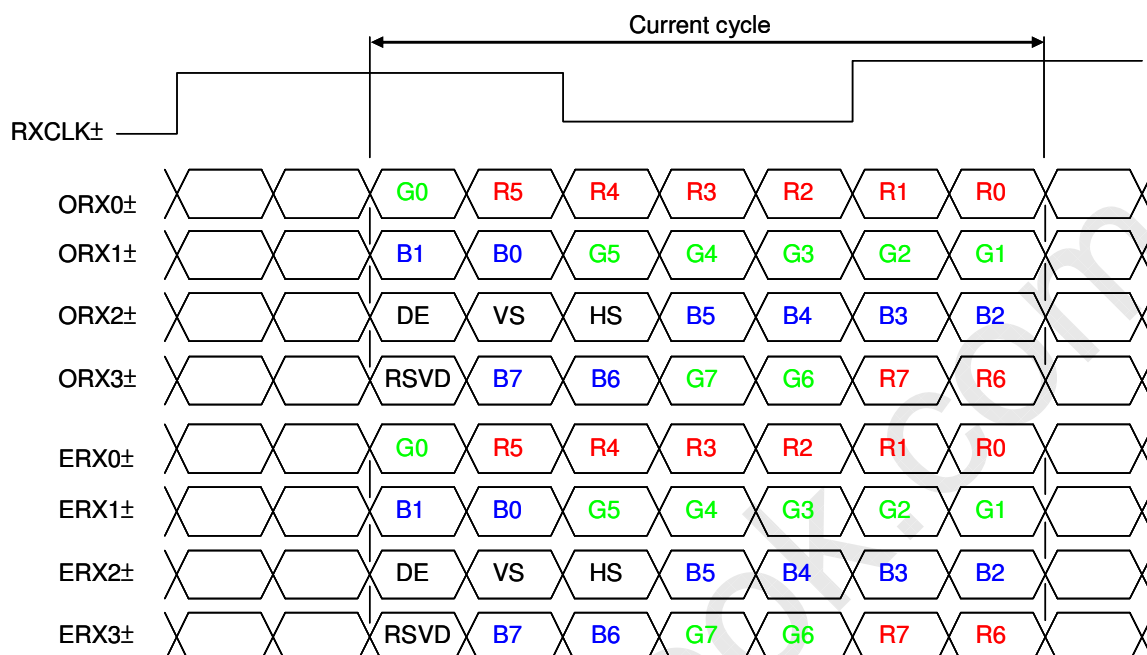 Current cycle
RXCLK±
ORX0± G0 R5 R4 R3 R2 R1 R0
ORX1± B1 B0 G5 G4 G3 G2 G1
ORX2± DE VS HS B5 B4 B3 B2
ORX3± RSVD B7 B6 G7 G6 R7 R6
ERX0± G0 R5 R4 R3 R2 R1 R0
ERX1± B1 B0 G5 G4 G3 G2 G1
ERX2± DE VS HS B5 B4 B3 B2
ERX3± RSVD B7 B6 G7 G6 R7 R6
ook.com